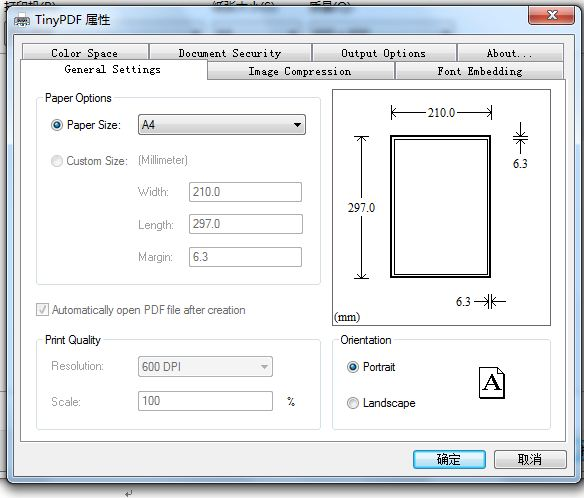 TinyPDF 属性
Color Space Document Security Output Options About...
General Settings Image Compression Font Embedding
Paper Options
Paper Size: A4
Custom Size: (Millimeter)
Width: 210.0
Length: 297.0
Margin: 6.3
210.0
6.3
297.0
6.3
(mm)
Automatically open PDF file after creation
Print Quality
Resolution: 600 DPI
Scale: 100 %
Orientation
Portrait
Landscape
A
确定 取消